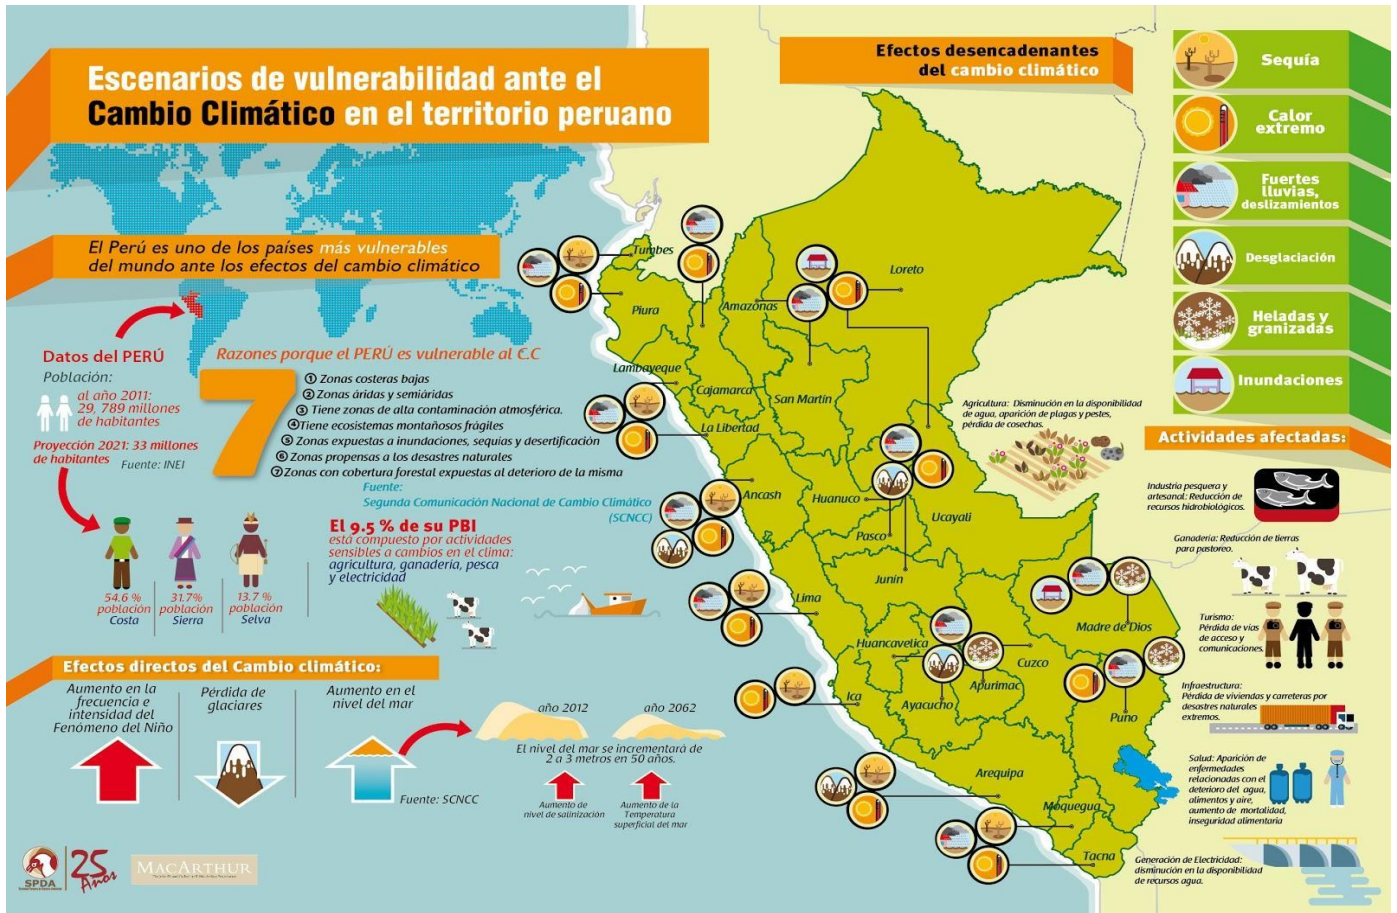 Escenarios de vulnerabilidad ante el
Cambio Climático en el territorio peruano
El Perú es uno de los países más vulnerables
del mundo ante los efectos del cambio climático
Datos del PERÚ
Población:
al año 2011:
29, 789 millones
de habitantes
Proyección 2021: 33 millones
de habitantes
Fuente: INEI
54.6 %
población
Costa
31.7%
población
Sierra
13.7 %
población
Selva
Razones porque el PERÚ es vulnerable al C.C
7
1 Zonas costeras bajas
2 Zonas áridas y semiáridas
3 Tiene zonas de alta contaminación atmosférica.
4 Tiene ecosistemas montañosos frágiles
5 Zonas expuestas a inundaciones, sequías y desertificación
6 Zonas propensas a los desastres naturales
7 Zonas con cobertura forestal expuestas al deterioro de la misma
Fuente:
Segunda Comunicación Nacional de Cambio Climático
(SCNCC)
El 9.5 % de su PBI
está compuesto por actividades
sensibles a cambios en el clima:
agricultura, ganadería, pesca
y electricidad
Efectos directos del Cambio climático:
Aumento en la
frecuencia e
intensidad del
Fenómeno del Niño
Pérdida de
glaciares
Aumento en el
nivel del mar
Fuente: SCNCC
año 2012
año 2062
El nivel del mar se incrementará de
2 a 3 metros en 50 años.
Aumento de
nivel de salinización
Aumento de la
Temperatura
superficial del mar
SPDA
25
Años
MACARTHUR
Efectos desencadenantes
del cambio climático
Tumbes
Piura
Lambayeque
Cajamarca
Amazonas
Loreto
San Martín
La Libertad
Ancash
Huanuco
Ucayali
Pasco
Junín
Lima
Huancavelica
Cuzco
Madre de Dios
Apurimac
Ayacucho
Ica
Puno
Arequipa
Moquegua
Tacna
Sequía
Calor
extremo
Fuertes
lluvias,
deslizamientos
Desglaciación
Heladas y
granizadas
Inundaciones
Actividades afectadas:
Agricultura: Disminución en la disponibilidad
de agua, aparición de plagas y pestes,
pérdida de cosechas.
Industria pesquera y
artesanal: Reducción de
recursos hidrobiológicos.
Ganadería: Reducción de tierras
para pastoreo.
Turismo:
Pérdida de vías
de acceso y
comunicaciones.
Infraestructura:
Pérdida de viviendas y carreteras por
desastres naturales
extremos.
Salud: Aparición de
enfermedades
relacionadas con el
deterioro del agua,
alimentos y aire,
aumento de mortalidad,
inseguridad alimentaria
Generación de Electricidad:
disminución en la disponibilidad
de recursos agua.